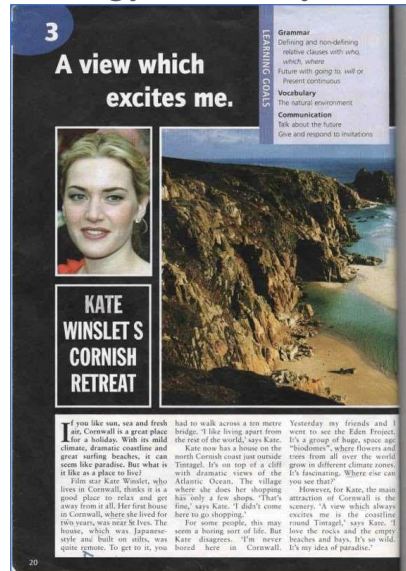 3
A view which
excites me.
LEARNING GOALS
Grammar
Defining and non-defining
relative clauses with who,
which, where
Future with going to, will or
Present continuous
Vocabulary
The natural environment
Communication
Talk about the future
Give and respond to invitations
KATE
WINSLET S
CORNISH
RETREAT
If you like sun, sea and fresh
air, Cornwall is a great place
for a holiday. With its mild
climate, dramatic coastline and
great surfing beaches, it can
seem like paradise. But what is
it like as a place to live?
Film star Kate Winslet, who
lives in Cornwall, thinks it is a
good place to relax and get
away from it all. Her first house
in Cornwall, where she lived for
two years, was near St Ives. The
house, which was Japanese-
style and built on stilts, was
quite remote. To get to it, you
had to walk across a ten metre
bridge. 'I like living apart from
the rest of the world,' says Kate.
Kate now has a house on the
north Cornish coast just outside
Tintagel. It's on top of a cliff
with dramatic views of the
Atlantic Ocean. The village
where she does her shopping
has only a few shops. 'That's
fine,' says Kate. 'I didn't come
here to go shopping.'
For some people, this may
seem a boring sort of life. But
Kate disagrees. 'I'm never
bored here in Cornwall.
Yesterday my friends and I
went to see the Eden Project.
It's a group of huge, space age
"biodomes", where flowers and
trees from all over the world
grow in different climate zones.
It's fascinating. Where else can
you see that?'
However, for Kate, the main
attraction of Cornwall is the
scenery. 'A view which always
excites me is the coastline
round Tintagel,' says Kate. 'I
love the rocks and the empty
beaches and bays. It's so wild.
It's my idea of paradise.'
20